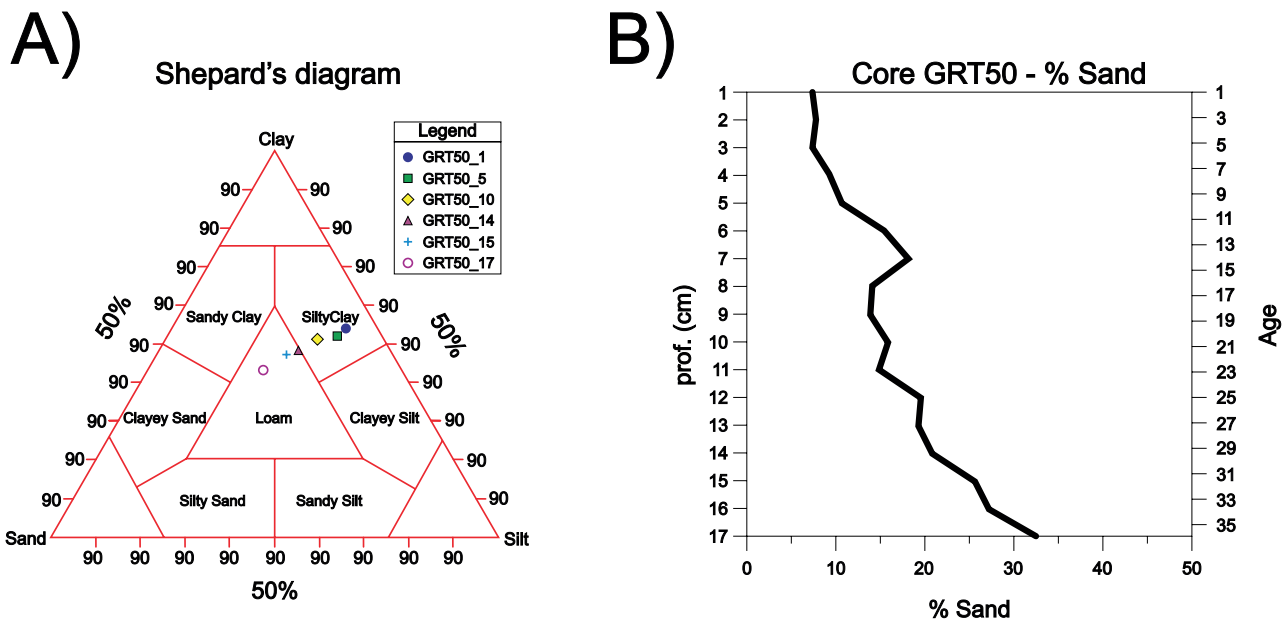 A)
Shepard's diagram
Clay
Legend
GRT50_1
GRT50_5
GRT50_10
GRT50_14
GRT50_15
GRT50_17
90 90
90 90
90 90
90 90
90 90
90 90
90 90
90 90
90 90
50%
50%
Sandy Clay
SiltyClay
Clayey Sand
Loam
Clayey Silt
Silty Sand
Sandy Silt
Sand
Silt
90 90 90 90 90 90 90 90 90
50%
B)
Core GRT50 - % Sand
prof. (cm)
1
2
3
4
5
6
7
8
9
10
11
12
13
14
15
16
17
1
3
5
7
9
11
13
15
17
19
21
23
25
27
29
31
33
35
Age
0 10 20 30 40 50
% Sand